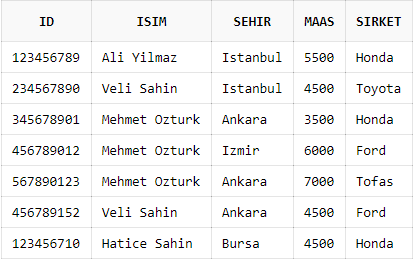 ID ISIM SEHIR MAAS SIRKET
123456789 Ali Yilmaz Istanbul 5500 Honda
234567890 Veli Sahin Istanbul 4500 Toyota
345678901 Mehmet Ozturk Ankara 3500 Honda
456789012 Mehmet Ozturk Izmir 6000 Ford
567890123 Mehmet Ozturk Ankara 7000 Tofas
456789152 Veli Sahin Ankara 4500 Ford
123456710 Hatice Sahin Bursa 4500 Honda